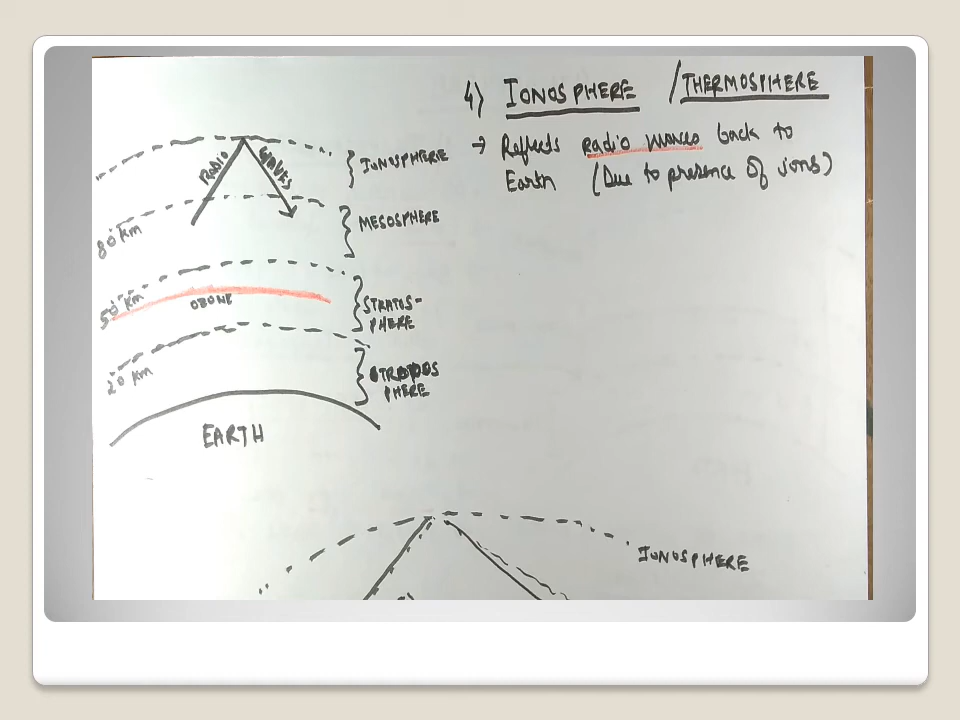 4) IONOSPHERE / THERMOSPHERE
→ Reflects radio waves back to
Earth (Due to presence of ions)
RADIO WAVES
} IONOSPHERE
80 km
} MESOSPHERE
50 km
OZONE
} STRATOS-
PHERE
20 km
} TROPOS
PHERE
EARTH
IONOSPHERE